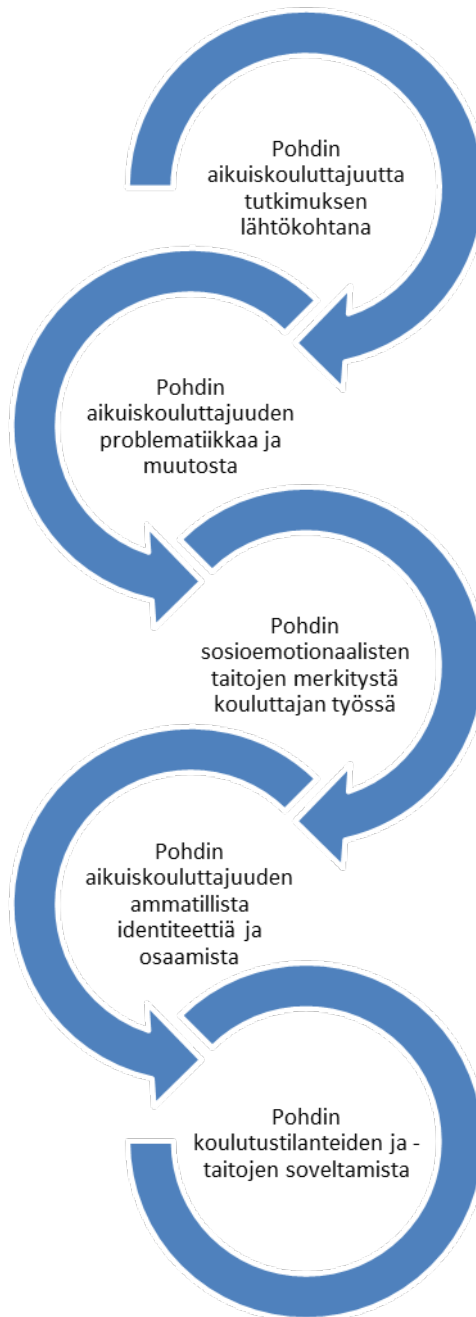 Pohdin
aikuiskouluttajuutta
tutkimuksen
lähtökohtana
Pohdin
aikuiskouluttajuuden
problematiikkaa ja
muutosta
Pohdin
sosioemotionaalisten
taitojen merkitystä
kouluttajan työssä
Pohdin
aikuiskouluttajuuden
ammatillista
identiteettiä ja
osaamista
Pohdin
koulutustilanteiden ja -
taitojen soveltamista